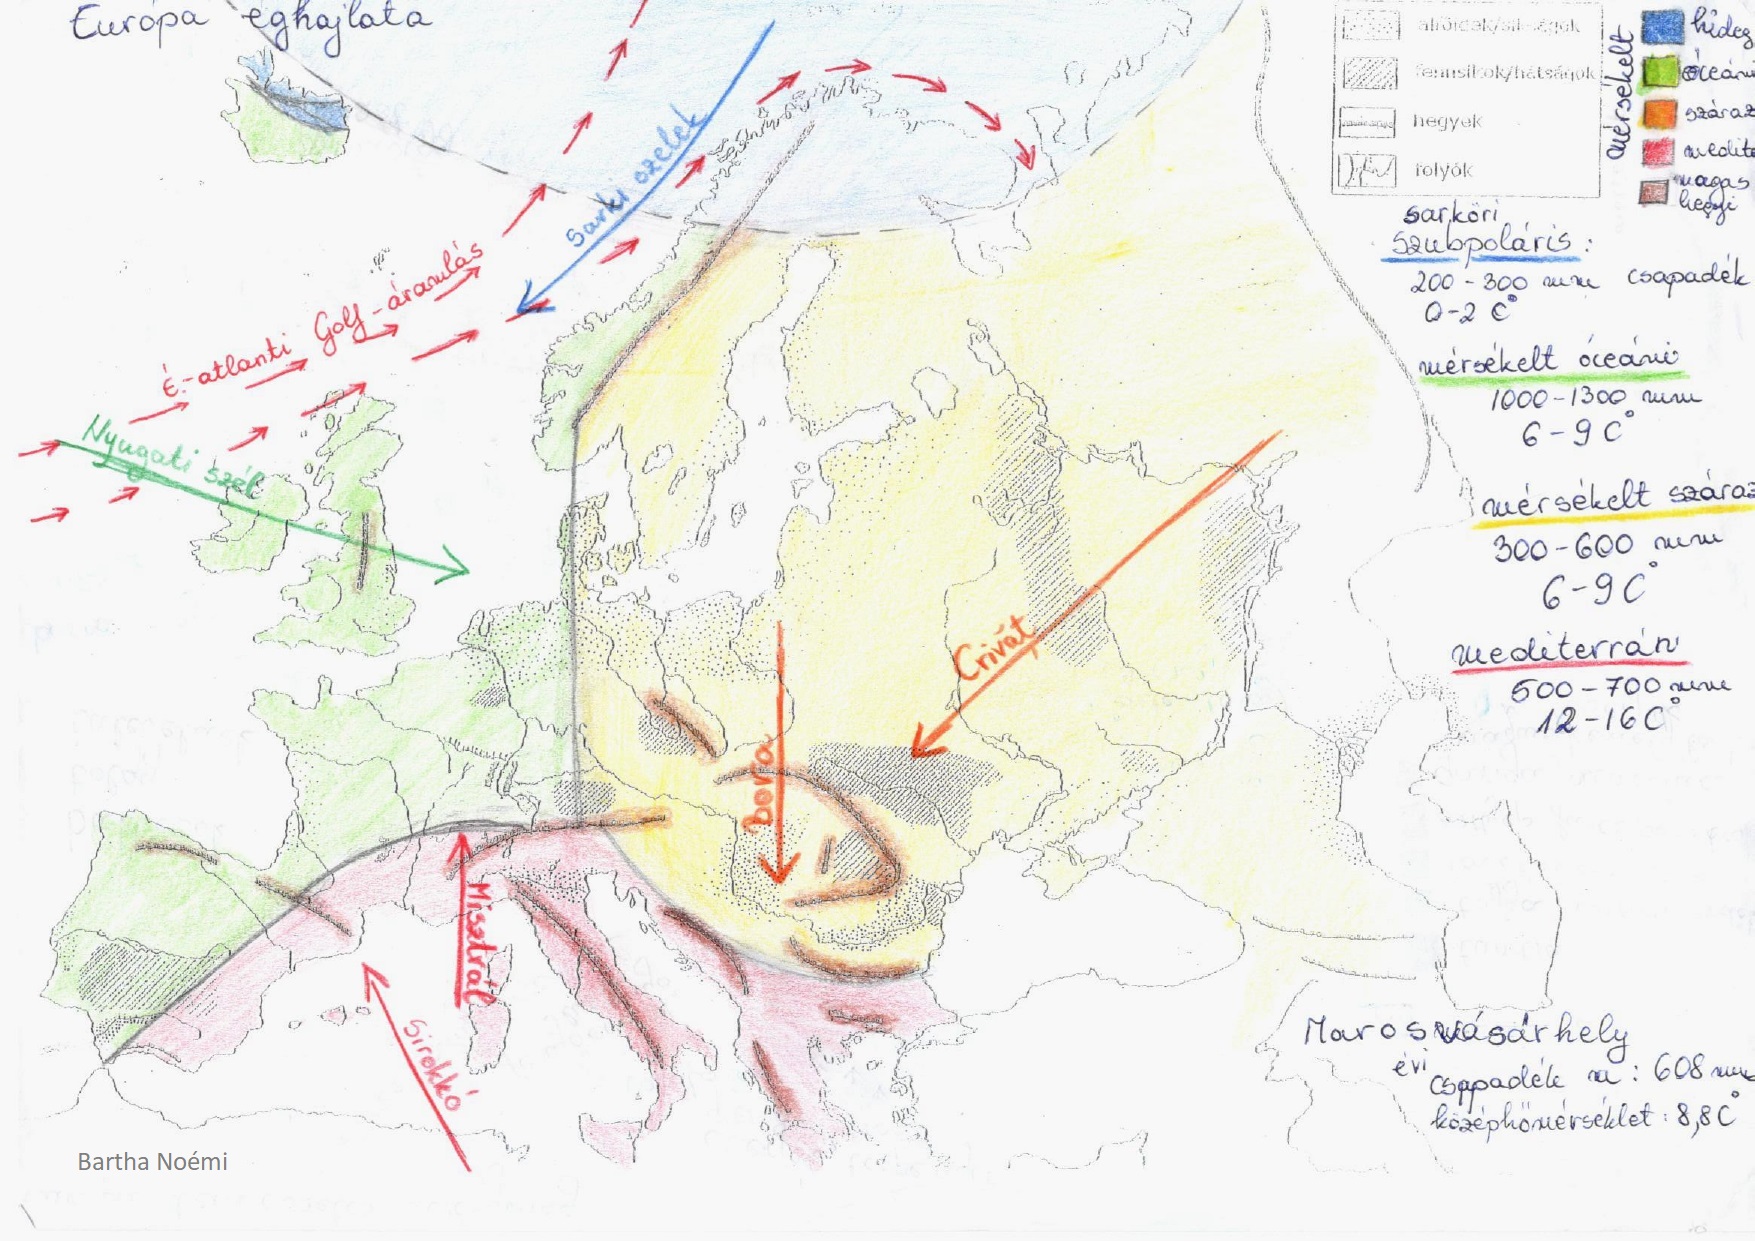 Európa éghajlata
alföldek/síkságok
fennsíkok/hátságok
hegyek
folyók
mérsékelt
hideg
óceáni
száraz
medite
magas
hegyi
sarköri
szubpoláris :
200 - 300 mm csapadék
0-2 C°
mérsékelt óceáni
1000-1300 mm
6 - 9 C°
mérsékelt száraz
300-600 mm
6-9 C°
mediterrán
500-700 mm
12-16 C°
Sarki szelek
É-atlanti Golf-áramlás
Nyugati szél
Crivát
bora
Misztrál
Sirokkó
Marosvásárhely
évi
csapadék m : 608 mm
középhőmérséklet : 8,8 C°
Bartha Noémi